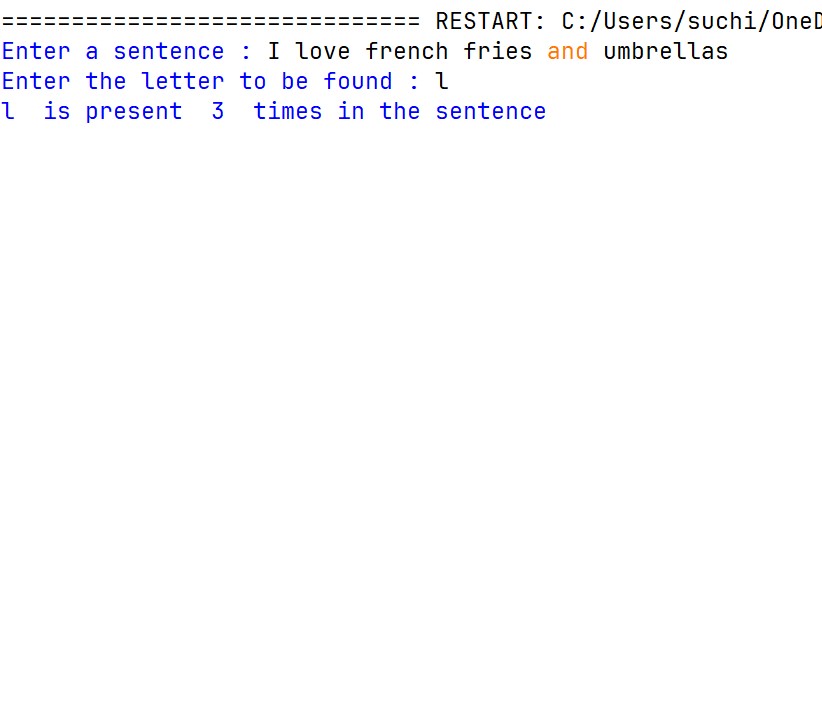 ============================== RESTART: C:/Users/suchi/OneD
Enter a sentence : I love french fries and umbrellas
Enter the letter to be found : l
l  is present  3  times in the sentence